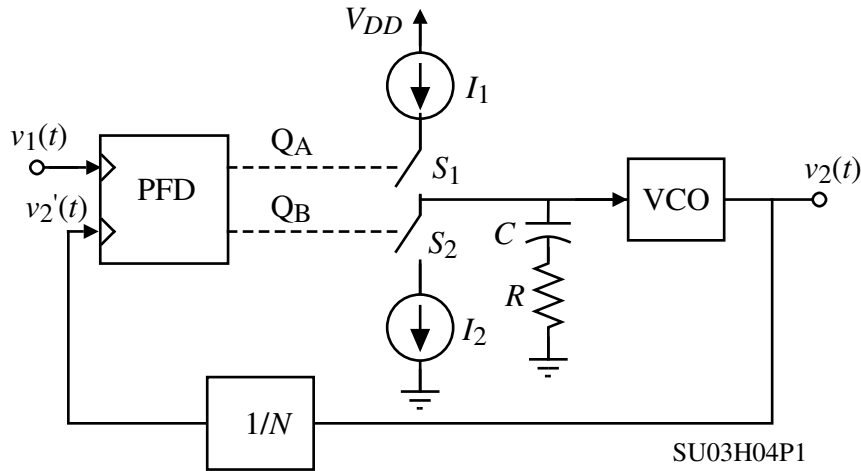 V_DD
I_1
v_1(t)
Q_A
S_1
PFD
v_2'(t)
Q_B
S_2
VCO
v_2(t)
C
R
I_2
1/N
SU03H04P1